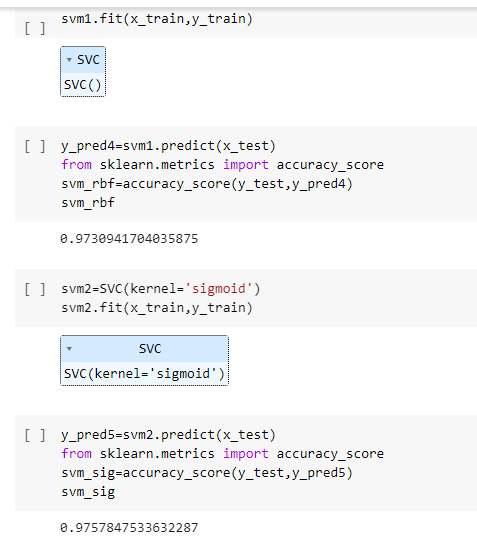 [ ] svm1.fit(x_train,y_train)
▾ SVC
SVC()
[ ] y_pred4=svm1.predict(x_test)
from sklearn.metrics import accuracy_score
svm_rbf=accuracy_score(y_test,y_pred4)
svm_rbf
0.9730941704035875
[ ] svm2=SVC(kernel='sigmoid')
svm2.fit(x_train,y_train)
▾ SVC
SVC(kernel='sigmoid')
[ ] y_pred5=svm2.predict(x_test)
from sklearn.metrics import accuracy_score
svm_sig=accuracy_score(y_test,y_pred5)
svm_sig
0.9757847533632287